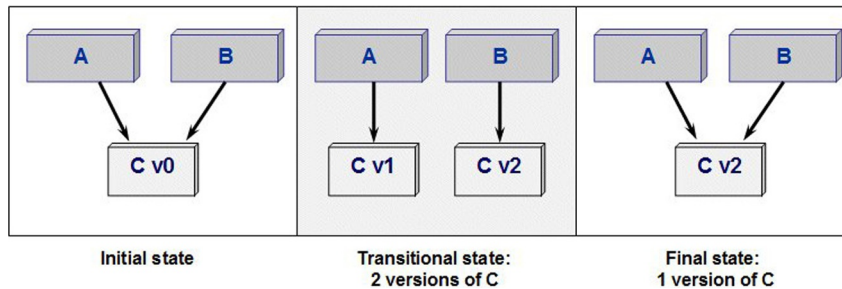 A
B
C v0
A
B
C v1
C v2
A
B
C v2
Initial state
Transitional state:
2 versions of C
Final state:
1 version of C